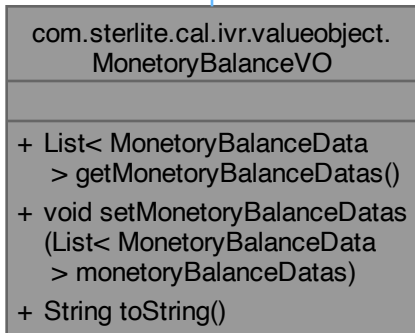 com.sterlite.cal.ivr.valueobject.
MonetoryBalanceVO
+ List< MonetoryBalanceData
> getMonetoryBalanceDatas()
+ void setMonetoryBalanceDatas
(List< MonetoryBalanceData
> monetoryBalanceDatas)
+ String toString()